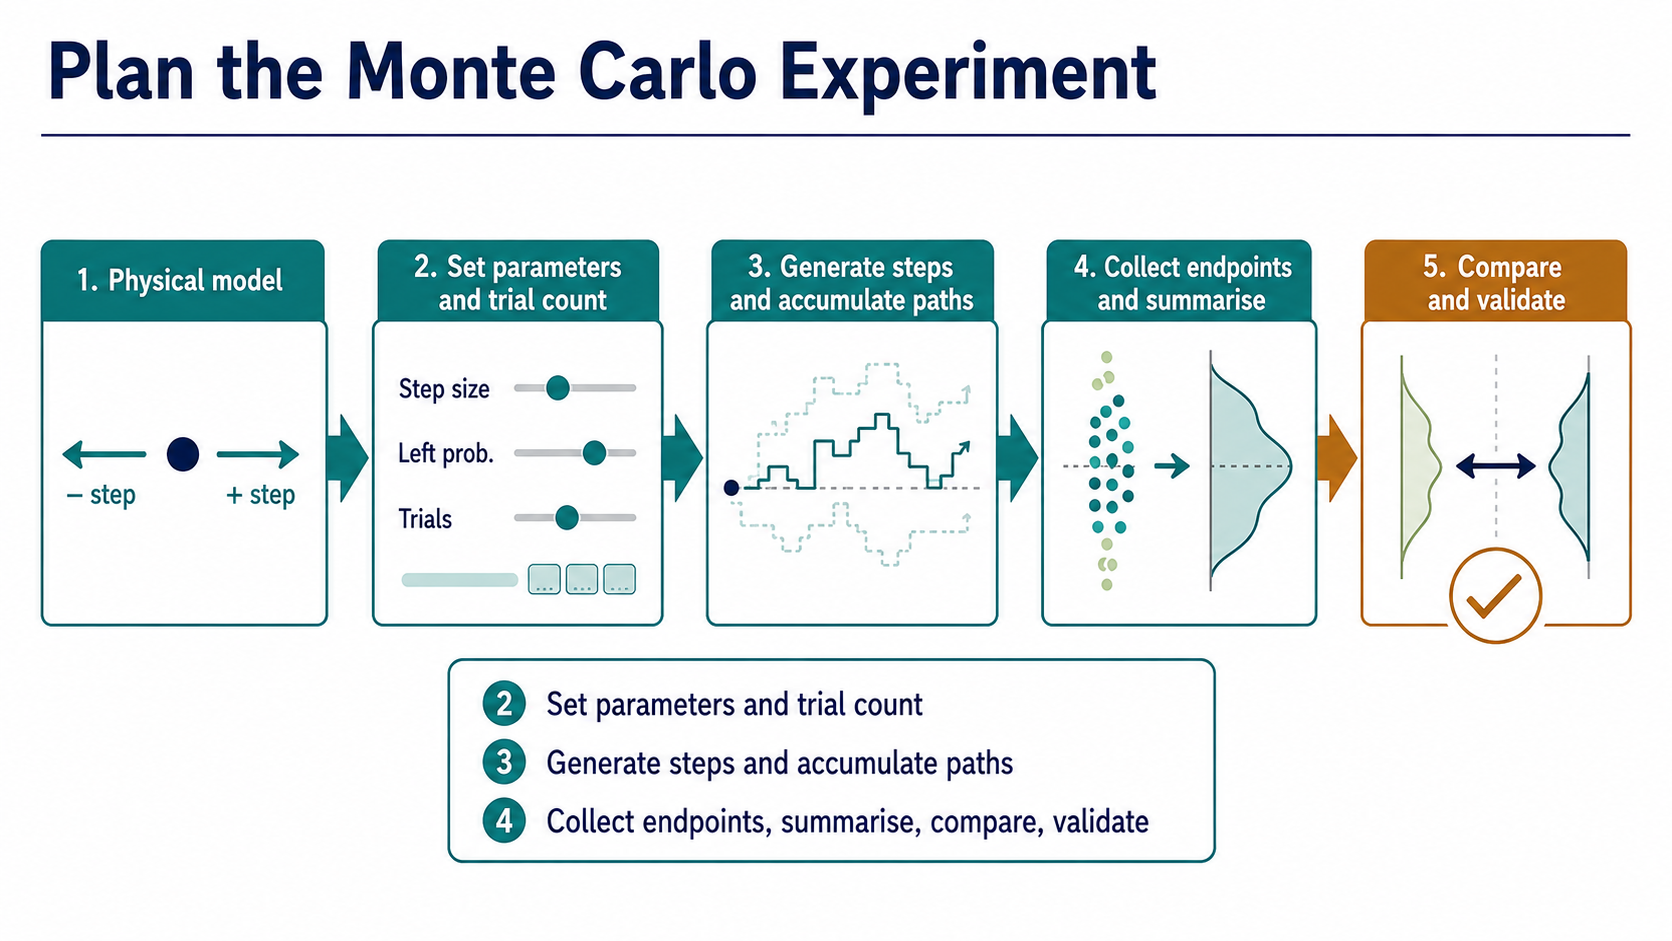 Plan the Monte Carlo Experiment
1. Physical model
− step
+ step
2. Set parameters
and trial count
Step size
Left prob.
Trials
3. Generate steps
and accumulate paths
4. Collect endpoints
and summarise
5. Compare
and validate
2 Set parameters and trial count
3 Generate steps and accumulate paths
4 Collect endpoints, summarise, compare, validate